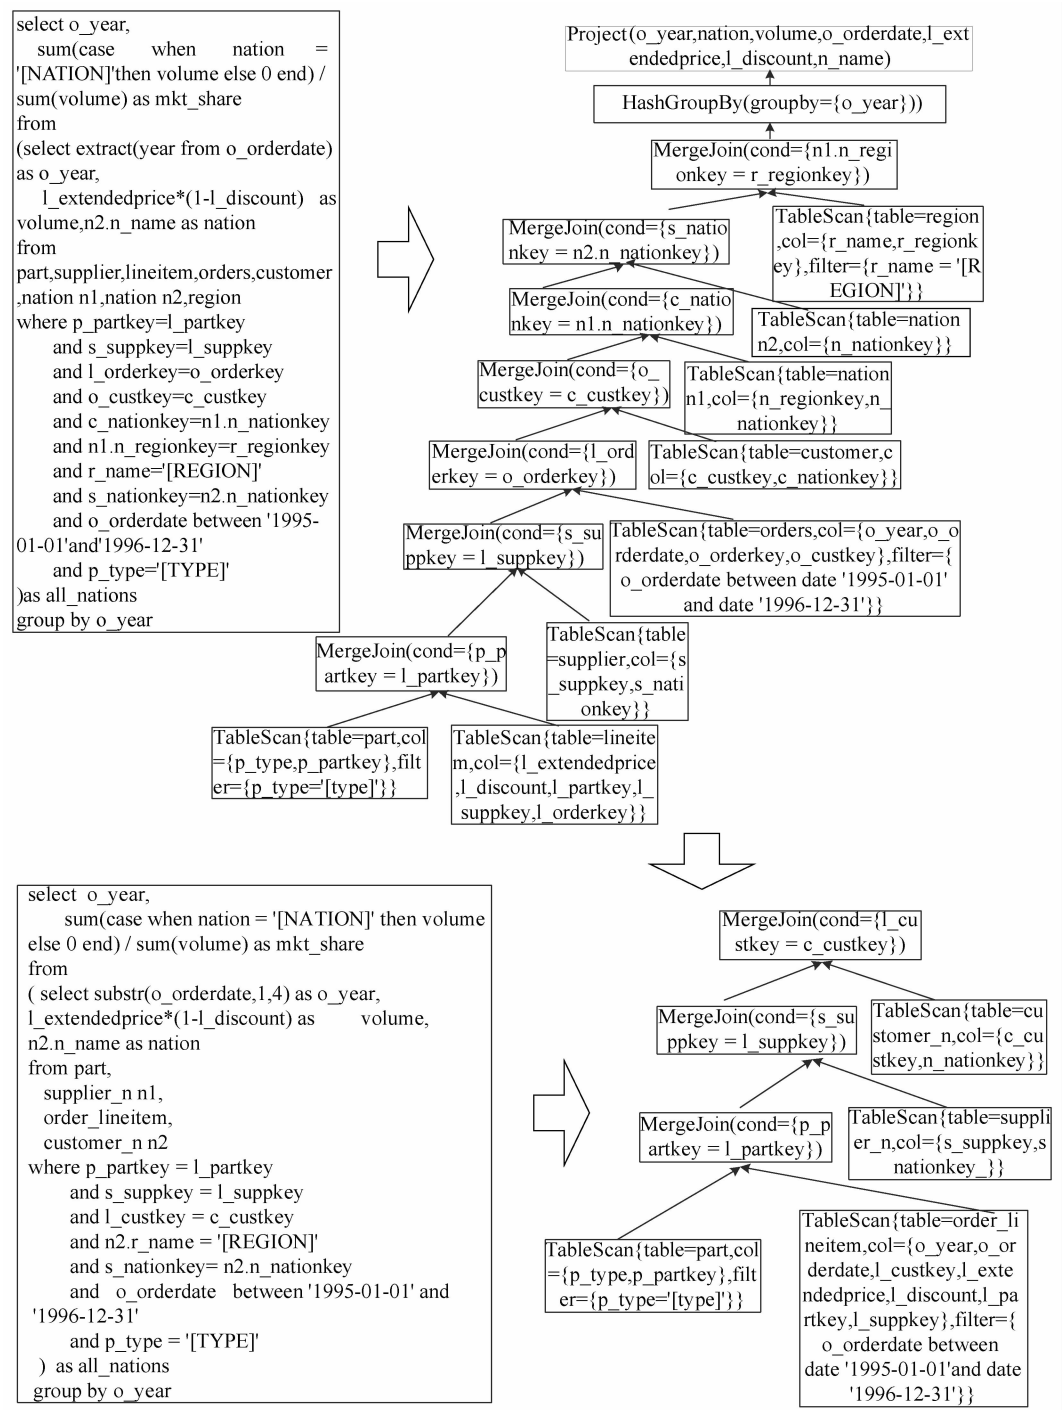 select o_year,
sum(case when nation =
'[NATION]'then volume else 0 end) /
sum(volume) as mkt_share
from
(select extract(year from o_orderdate)
as o_year,
l_extendedprice*(1-l_discount) as
volume,n2.n_name as nation
from
part,supplier,lineitem,orders,customer
,nation n1,nation n2,region
where p_partkey=l_partkey
and s_suppkey=l_suppkey
and l_orderkey=o_orderkey
and o_custkey=c_custkey
and c_nationkey=n1.n_nationkey
and n1.n_regionkey=r_regionkey
and r_name='[REGION]'
and s_nationkey=n2.n_nationkey
and o_orderdate between '1995-
01-01'and'1996-12-31'
and p_type='[TYPE]'
)as all_nations
group by o_year
Project(o_year,nation,volume,o_orderdate,l_ext
endedprice,l_discount,n_name)
HashGroupBy(groupby={o_year}))
MergeJoin(cond={n1.n_regi
onkey = r_regionkey})
MergeJoin(cond={s_natio
nkey = n2.n_nationkey})
TableScan{table=region
,col={r_name,r_regionk
ey},filter={r_name = '[R
EGION]'}}
MergeJoin(cond={c_natio
nkey = n1.n_nationkey})
TableScan{table=nation
n2,col={n_nationkey}}
MergeJoin(cond={o_
custkey = c_custkey})
TableScan{table=nation
n1,col={n_regionkey,n_
nationkey}}
MergeJoin(cond={l_ord
erkey = o_orderkey})
TableScan{table=customer,c
ol={c_custkey,c_nationkey}}
MergeJoin(cond={s_su
ppkey = l_suppkey})
TableScan{table=orders,col={o_year,o_o
rderdate,o_orderkey,o_custkey},filter={
o_orderdate between date '1995-01-01'
and date '1996-12-31'}}
MergeJoin(cond={p_p
artkey = l_partkey})
TableScan{table
=supplier,col={s
_suppkey,s_nati
onkey}}
TableScan{table=part,col
={p_type,p_partkey},filt
er={p_type='[type]'}}
TableScan{table=lineite
m,col={l_extendedprice
,l_discount,l_partkey,l_
suppkey,l_orderkey}}
select o_year,
sum(case when nation = '[NATION]' then volume
else 0 end) / sum(volume) as mkt_share
from
( select substr(o_orderdate,1,4) as o_year,
l_extendedprice*(1-l_discount) as volume,
n2.n_name as nation
from part,
supplier_n n1,
order_lineitem,
customer_n n2
where p_partkey = l_partkey
and s_suppkey = l_suppkey
and l_custkey = c_custkey
and n2.r_name = '[REGION]'
and s_nationkey= n2.n_nationkey
and o_orderdate between '1995-01-01' and
'1996-12-31'
and p_type = '[TYPE]'
) as all_nations
group by o_year
MergeJoin(cond={l_cu
stkey = c_custkey})
MergeJoin(cond={s_su
ppkey = l_suppkey})
TableScan{table=cu
stomer_n,col={c_cu
stkey,n_nationkey}}
MergeJoin(cond={p_p
artkey = l_partkey})
TableScan{table=suppli
er_n,col={s_suppkey,s
nationkey_}}
TableScan{table=part,col
={p_type,p_partkey},filt
er={p_type='[type]'}}
TableScan{table=order_li
neitem,col={o_year,o_or
derdate,l_custkey,l_exte
ndedprice,l_discount,l_pa
rtkey,l_suppkey},filter={
o_orderdate between
date '1995-01-01'and date
'1996-12-31'}}